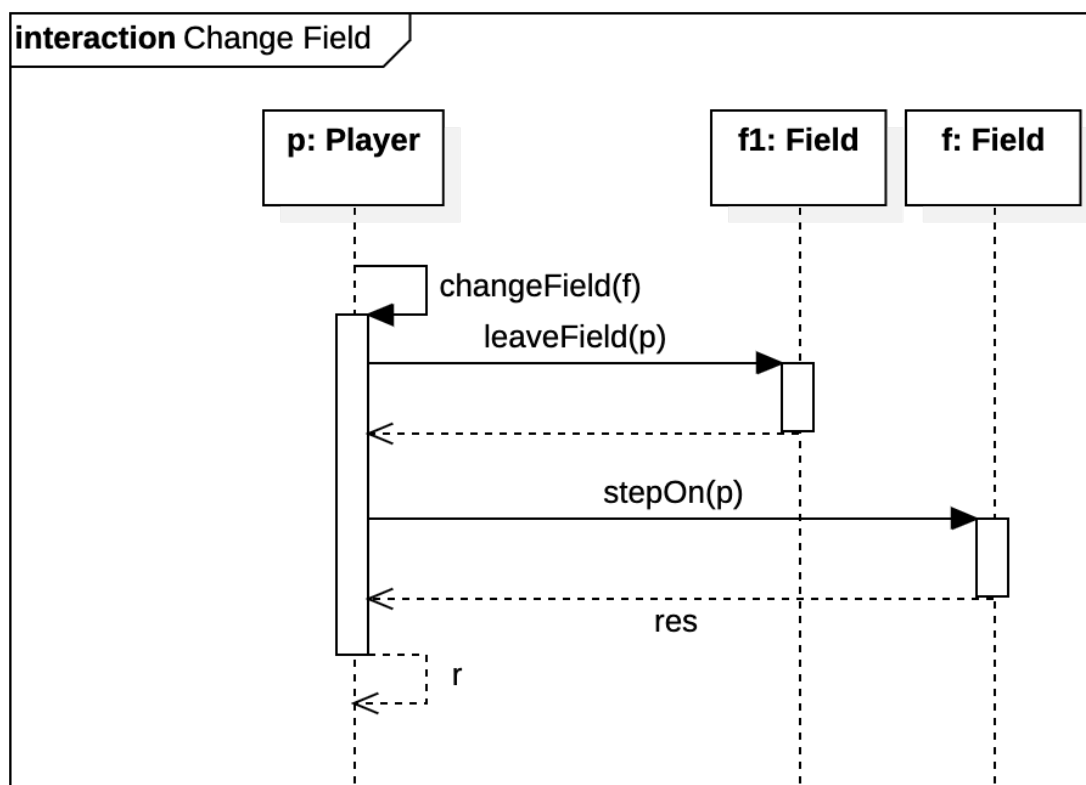 interaction Change Field
p: Player
f1: Field
f: Field
changeField(f)
leaveField(p)
stepOn(p)
res
r